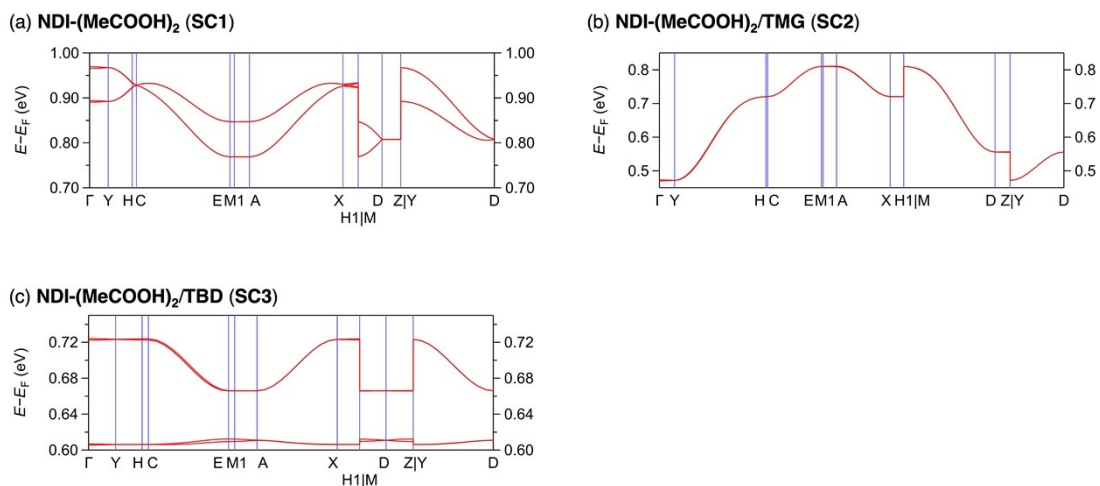 (a) NDI-(MeCOOH)₂ (SC1)
1.00 1.00
0.90 0.90
0.80 0.80
0.70 0.70
E−E_F (eV)
Γ Y H C E M1 A X D Z|Y D
H1|M
(b) NDI-(MeCOOH)₂/TMG (SC2)
0.8 0.8
0.7 0.7
0.6 0.6
0.5 0.5
E−E_F (eV)
Γ Y H C E M1 A X H1|M D Z|Y D
(c) NDI-(MeCOOH)₂/TBD (SC3)
0.72 0.72
0.68 0.68
0.64 0.64
0.60 0.60
E−E_F (eV)
Γ Y H C E M1 A X D Z|Y D
H1|M